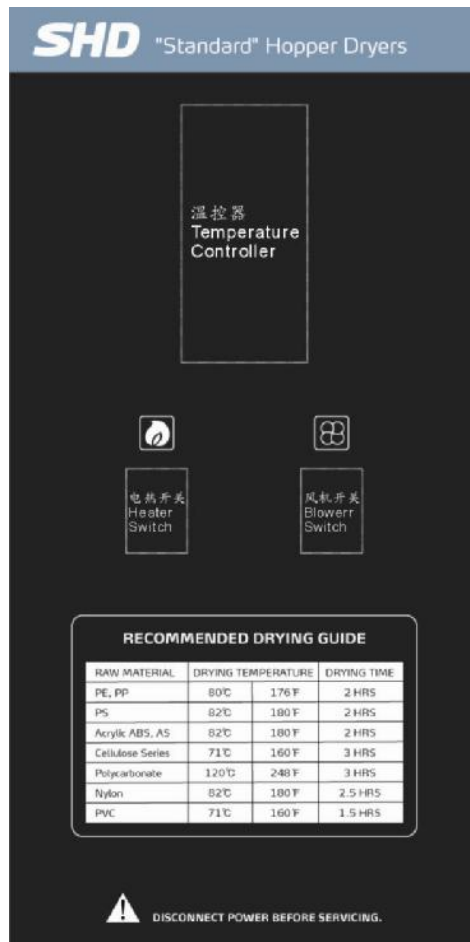 SHD "Standard" Hopper Dryers
温控器
Temperature
Controller
电热开关
Heater
Switch
风机开关
Blowerr
Switch
RECOMMENDED DRYING GUIDE
RAW MATERIAL DRYING TEMPERATURE DRYING TIME
PE, PP 80℃ 176℉ 2 HRS
PS 82℃ 180℉ 2 HRS
Acrylic ABS, AS 82℃ 180℉ 2 HRS
Cellulose Series 71℃ 160℉ 3 HRS
Polycarbonate 120℃ 248℉ 3 HRS
Nylon 82℃ 180℉ 2.5 HRS
PVC 71℃ 160℉ 1.5 HRS
DISCONNECT POWER BEFORE SERVICING.